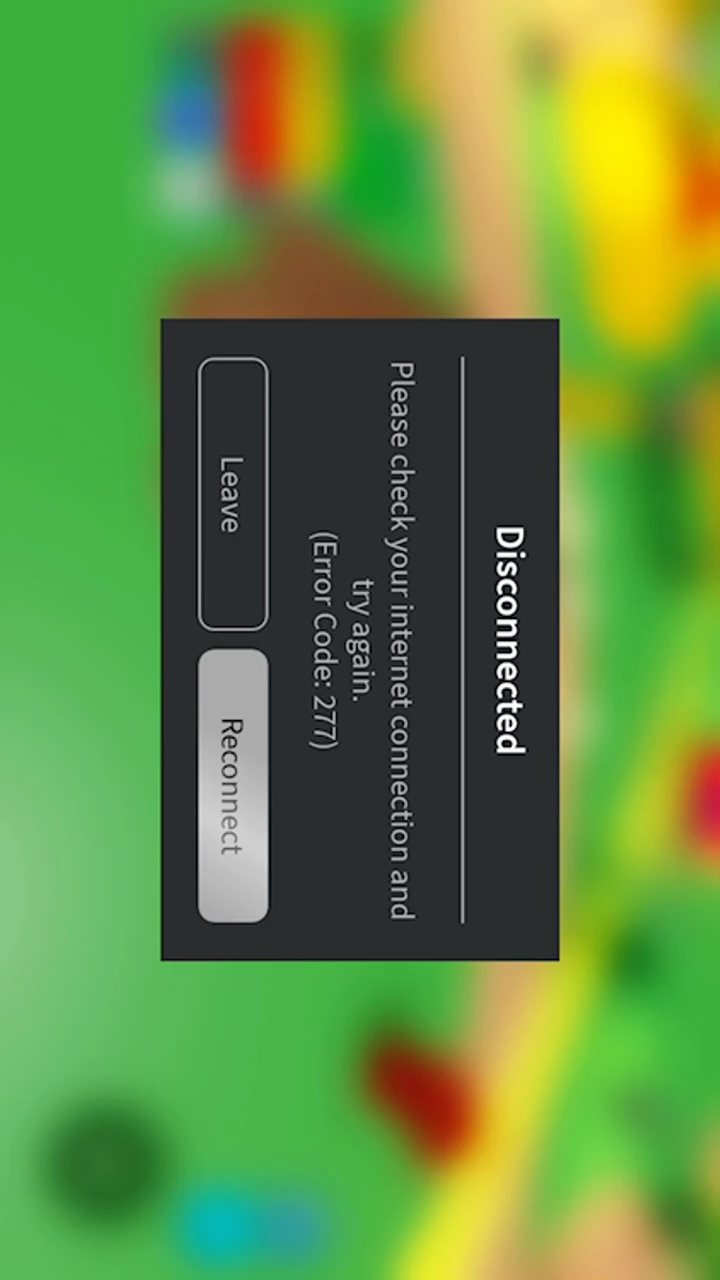 Disconnected
Please check your internet connection and
try again.
(Error Code: 277)
Leave
Reconnect